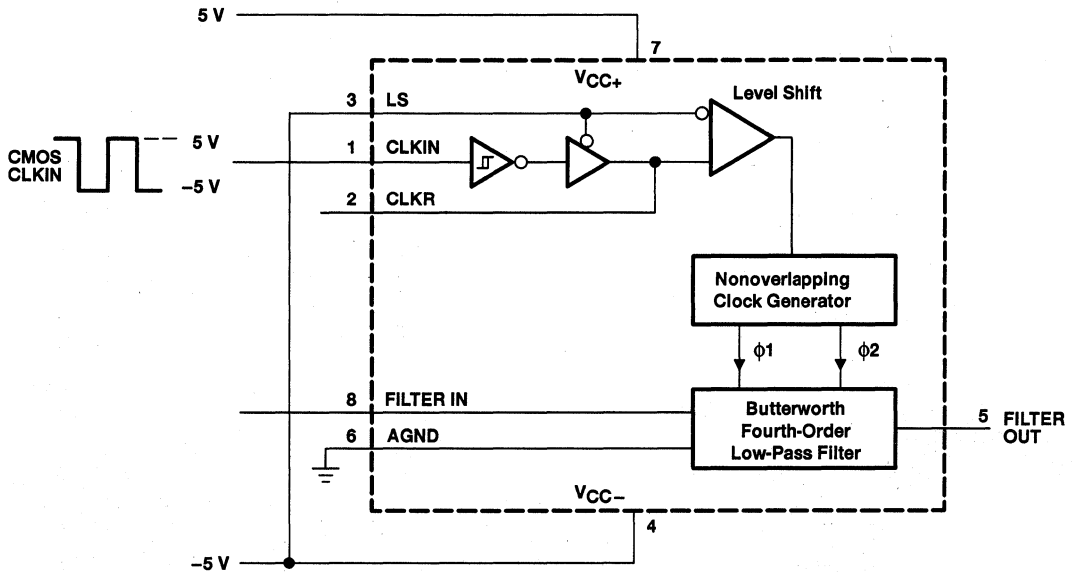 5 V
7
VCC+
Level Shift
3 LS
5 V
CMOS
CLKIN
–5 V
1 CLKIN
2 CLKR
Nonoverlapping
Clock Generator
ϕ1 ϕ2
8 FILTER IN
6 AGND
Butterworth
Fourth-Order
Low-Pass Filter
5 FILTER
OUT
VCC–
4
–5 V